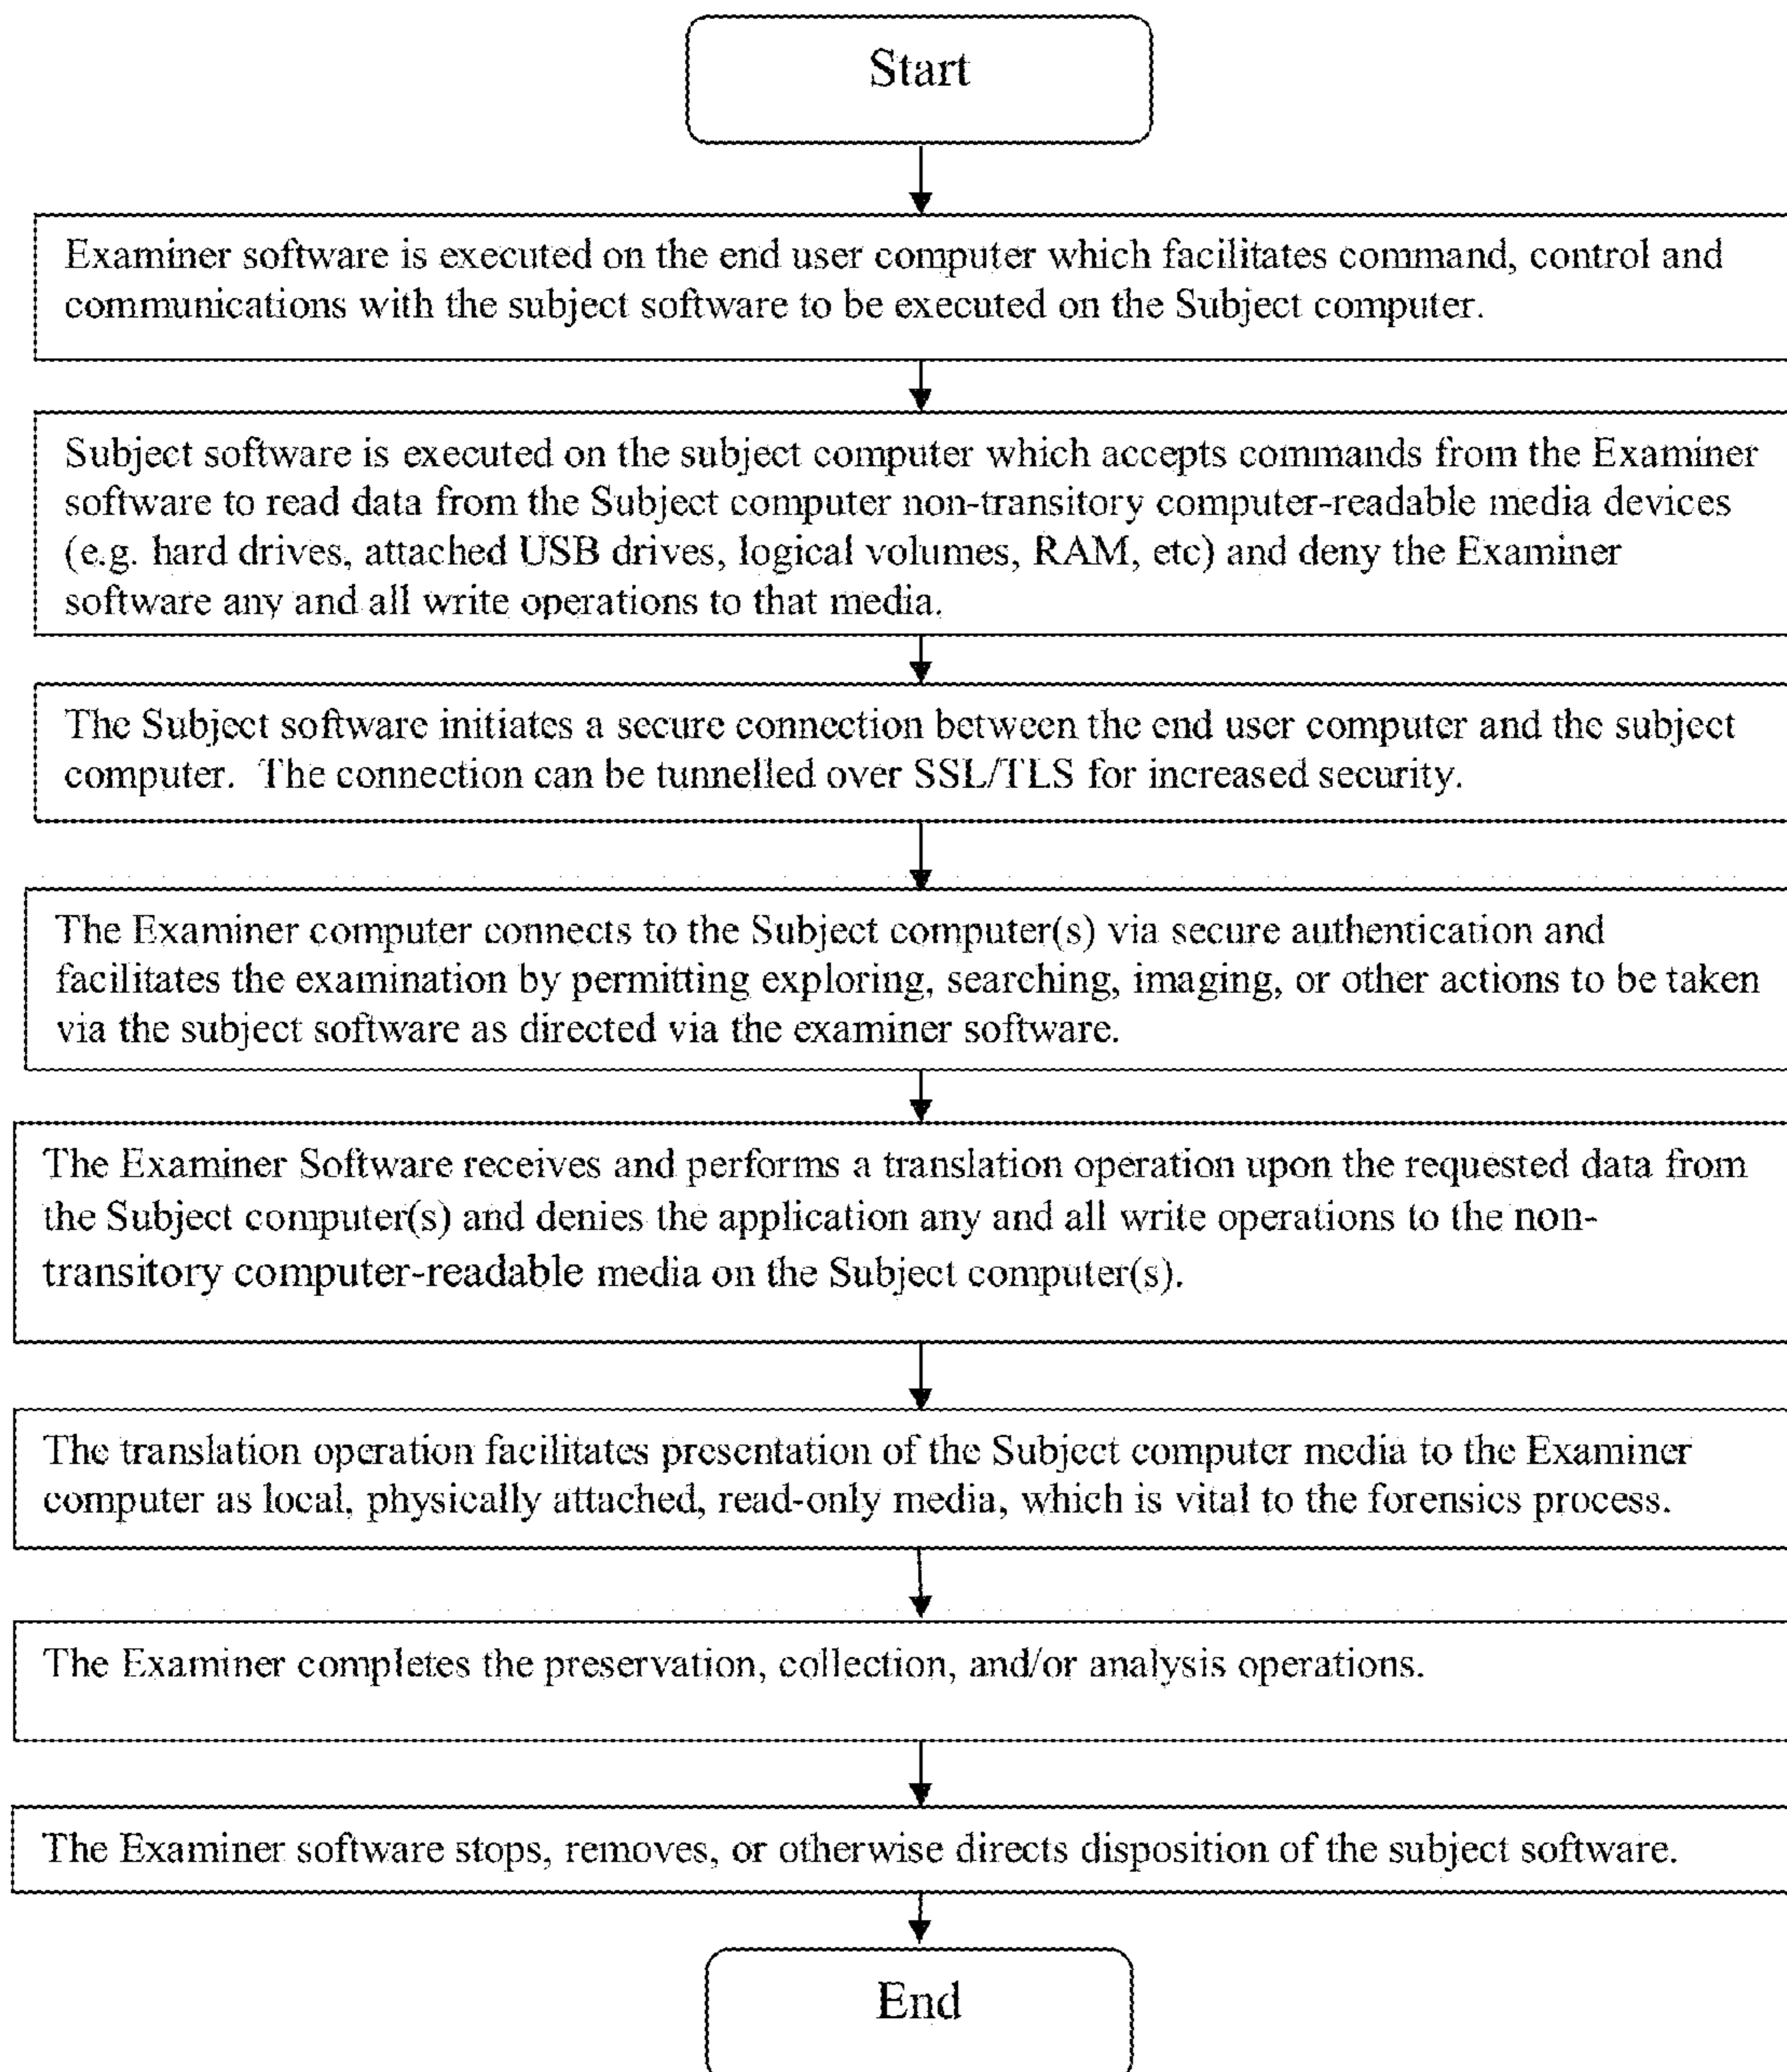 Start
Examiner software is executed on the end user computer which facilitates command, control and
communications with the subject software to be executed on the Subject computer.
Subject software is executed on the subject computer which accepts commands from the Examiner
software to read data from the Subject computer non-transitory computer-readable media devices
(e.g. hard drives, attached USB drives, logical volumes, RAM, etc) and deny the Examiner
software any and all write operations to that media.
The Subject software initiates a secure connection between the end user computer and the subject
computer.  The connection can be tunnelled over SSL/TLS for increased security.
The Examiner computer connects to the Subject computer(s) via secure authentication and
facilitates the examination by permitting exploring, searching, imaging, or other actions to be taken
via the subject software as directed via the examiner software.
The Examiner Software receives and performs a translation operation upon the requested data from
the Subject computer(s) and denies the application any and all write operations to the non-
transitory computer-readable media on the Subject computer(s).
The translation operation facilitates presentation of the Subject computer media to the Examiner
computer as local, physically attached, read-only media, which is vital to the forensics process.
The Examiner completes the preservation, collection, and/or analysis operations.
The Examiner software stops, removes, or otherwise directs disposition of the subject software.
End